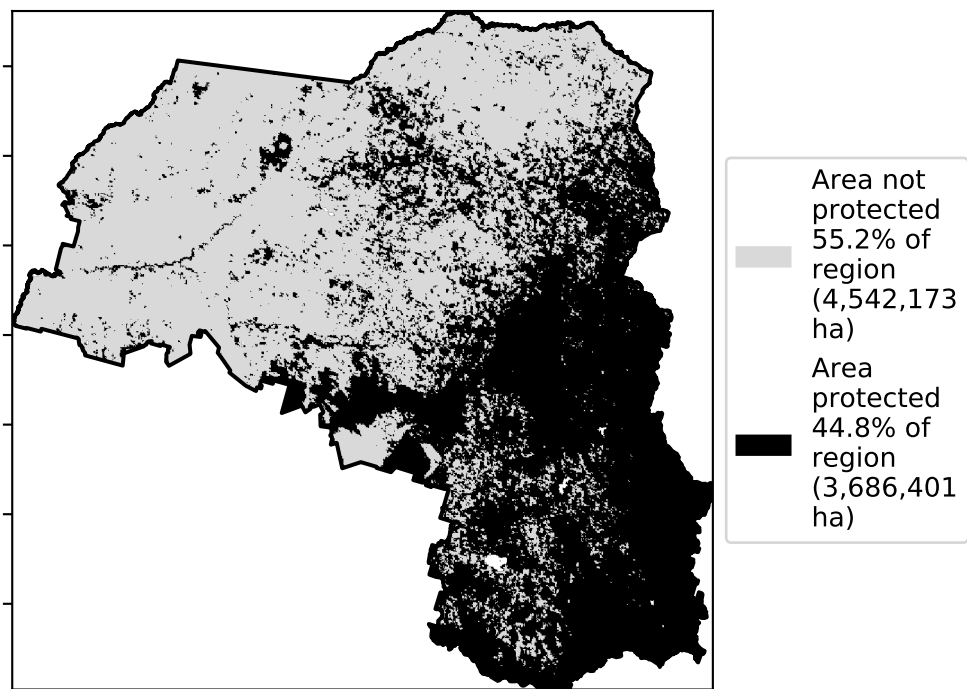 Area not
protected
55.2% of
region
(4,542,173
ha)
Area
protected
44.8% of
region
(3,686,401
ha)